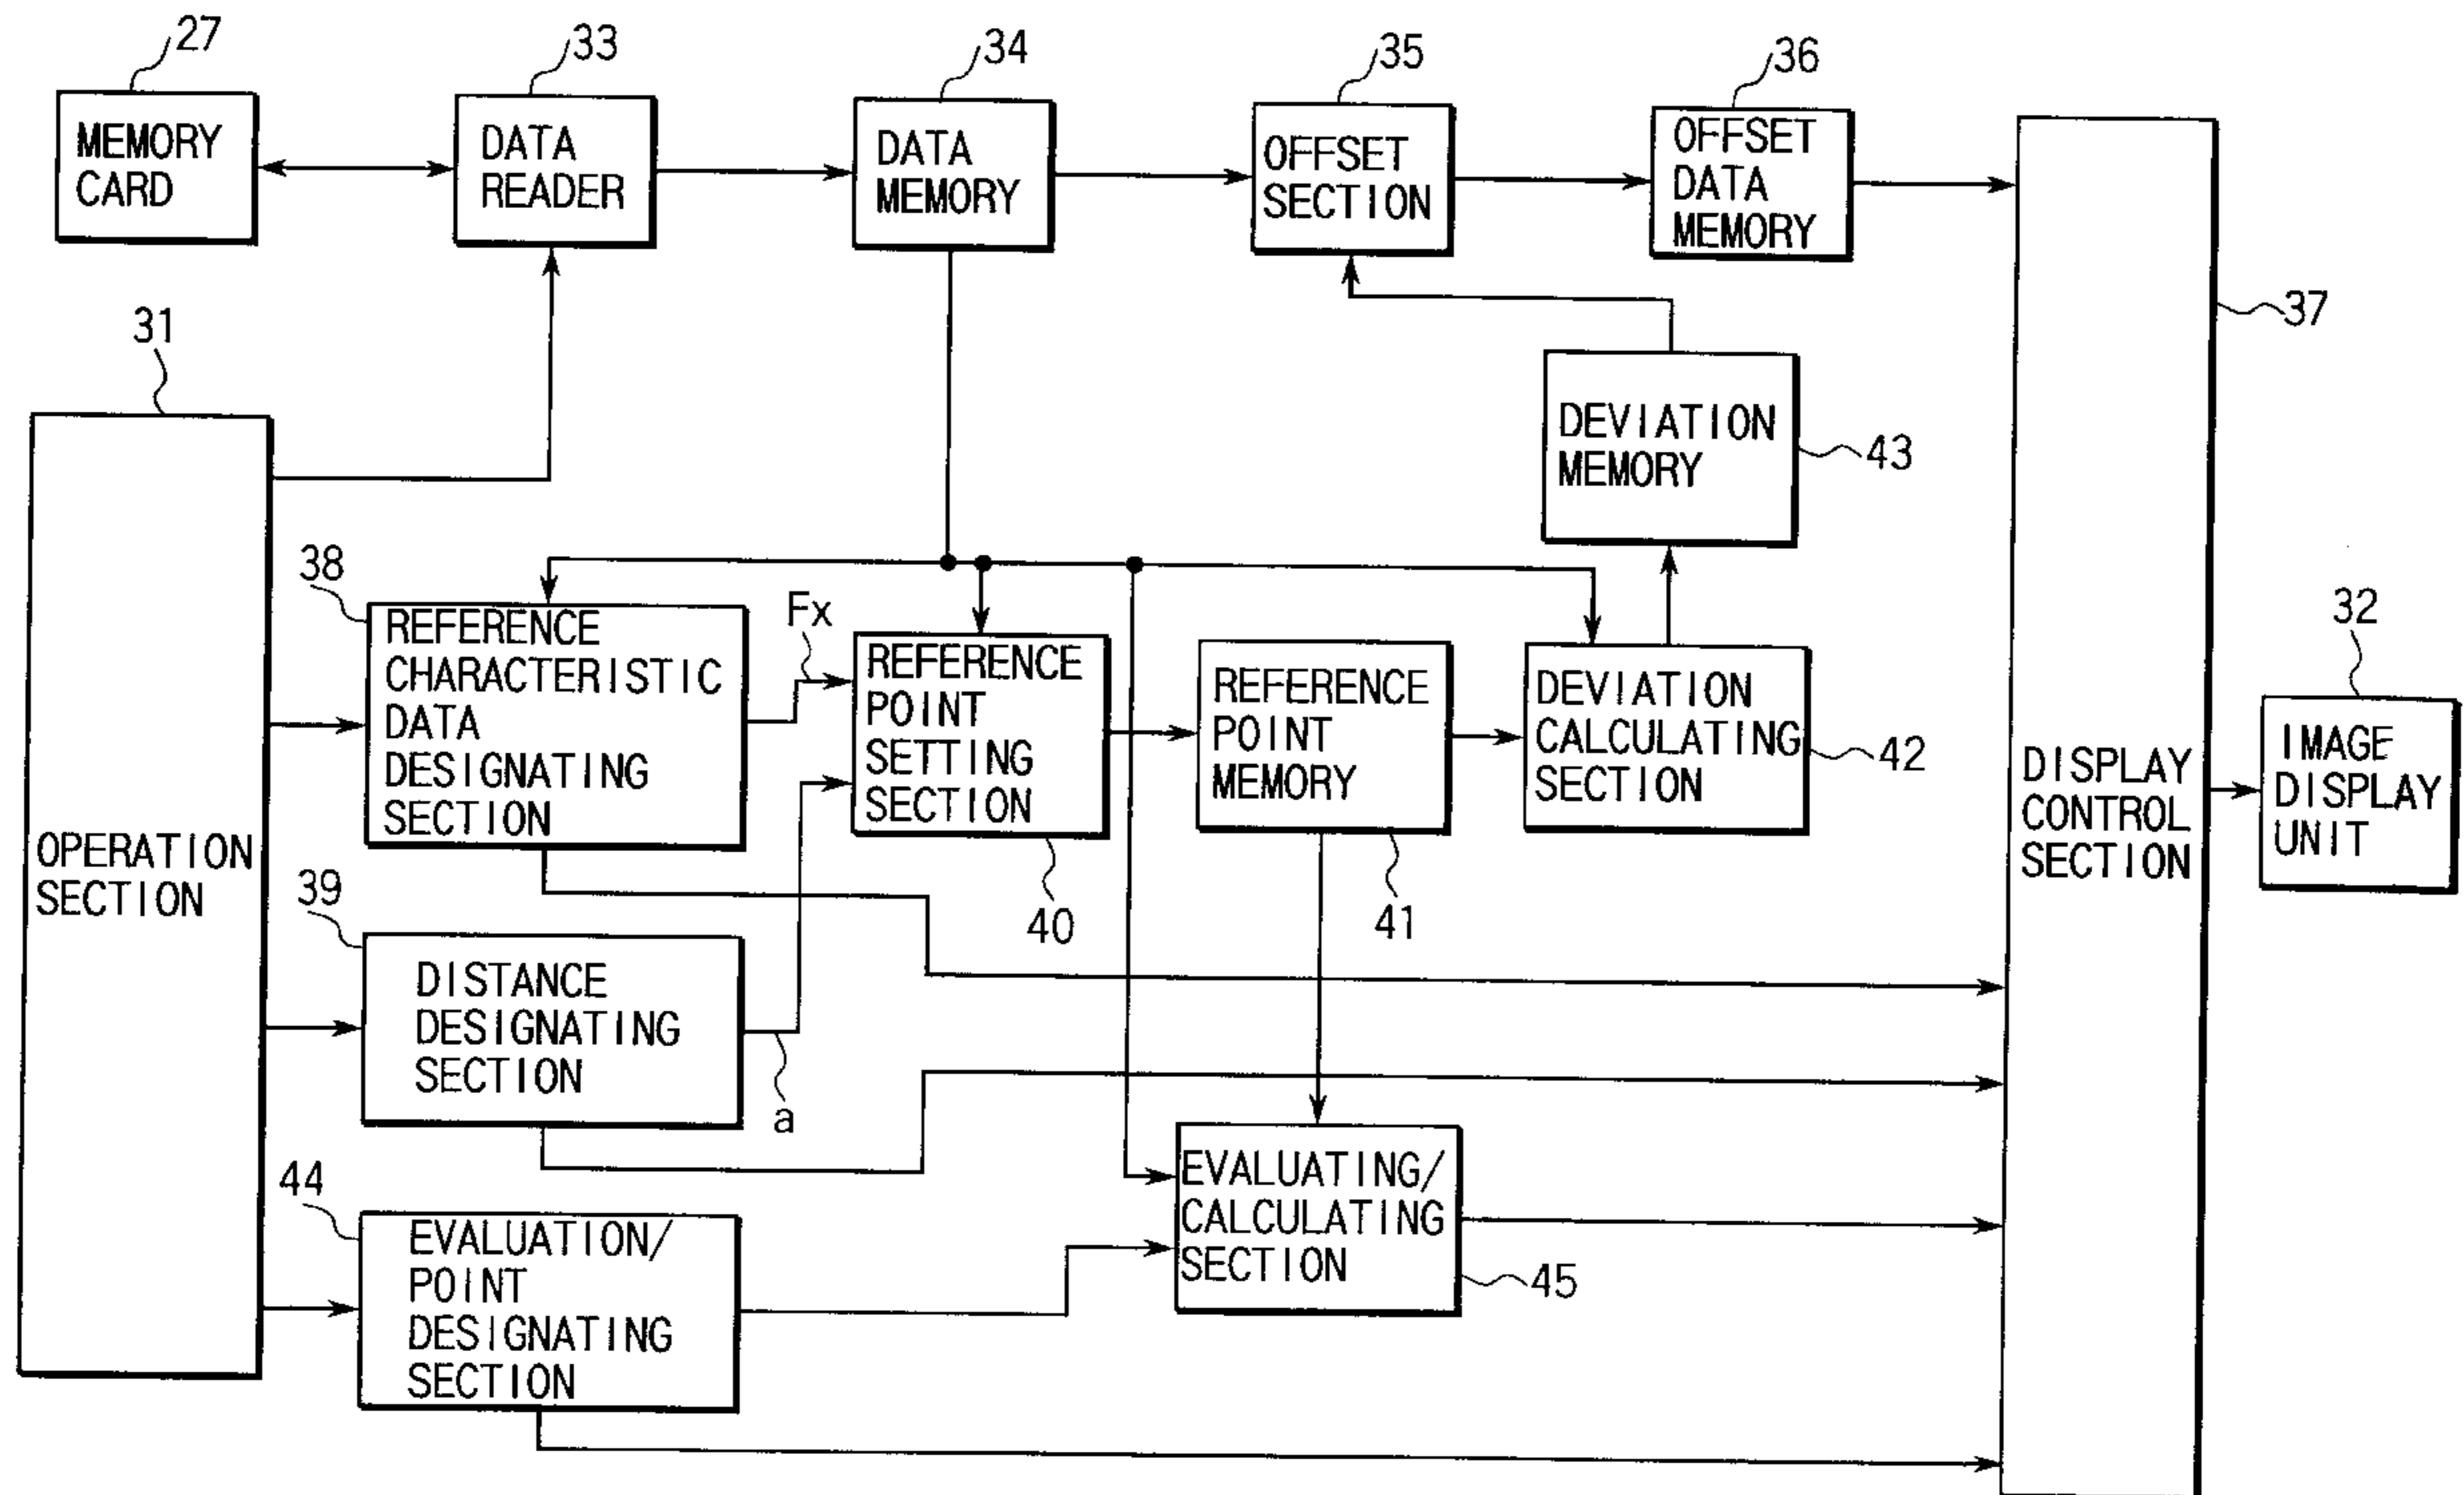 27
33
34
35
36
MEMORY
CARD
DATA
READER
DATA
MEMORY
OFFSET
SECTION
OFFSET
DATA
MEMORY
31
37
DEVIATION
MEMORY
43
38
REFERENCE
CHARACTERISTIC
DATA
DESIGNATING
SECTION
Fx
REFERENCE
POINT
SETTING
SECTION
40
REFERENCE
POINT
MEMORY
41
DEVIATION
CALCULATING
SECTION
42
32
DISPLAY
CONTROL
SECTION
IMAGE
DISPLAY
UNIT
OPERATION
SECTION
39
DISTANCE
DESIGNATING
SECTION
a
44
EVALUATION/
POINT
DESIGNATING
SECTION
EVALUATING/
CALCULATING
SECTION
45